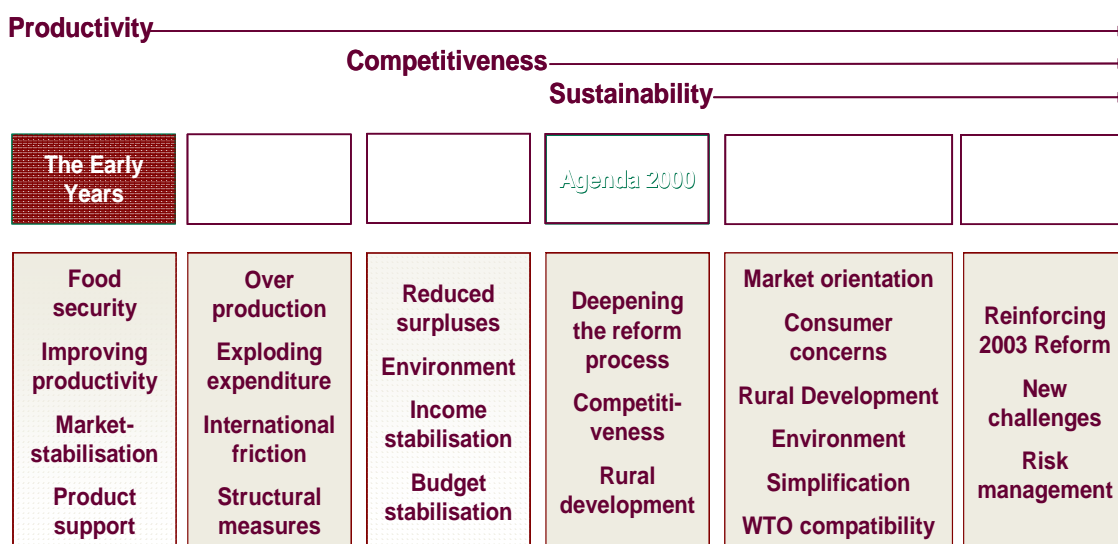 Productivity
Competitiveness
Sustainability
The Early
Years
Agenda 2000
Food
security
Improving
productivity
Market-
stabilisation
Product
support
Over
production
Exploding
expenditure
International
friction
Structural
measures
Reduced
surpluses
Environment
Income
stabilisation
Budget
stabilisation
Deepening
the reform
process
Competiti-
veness
Rural
development
Market orientation
Consumer
concerns
Rural Development
Environment
Simplification
WTO compatibility
Reinforcing
2003 Reform
New
challenges
Risk
management